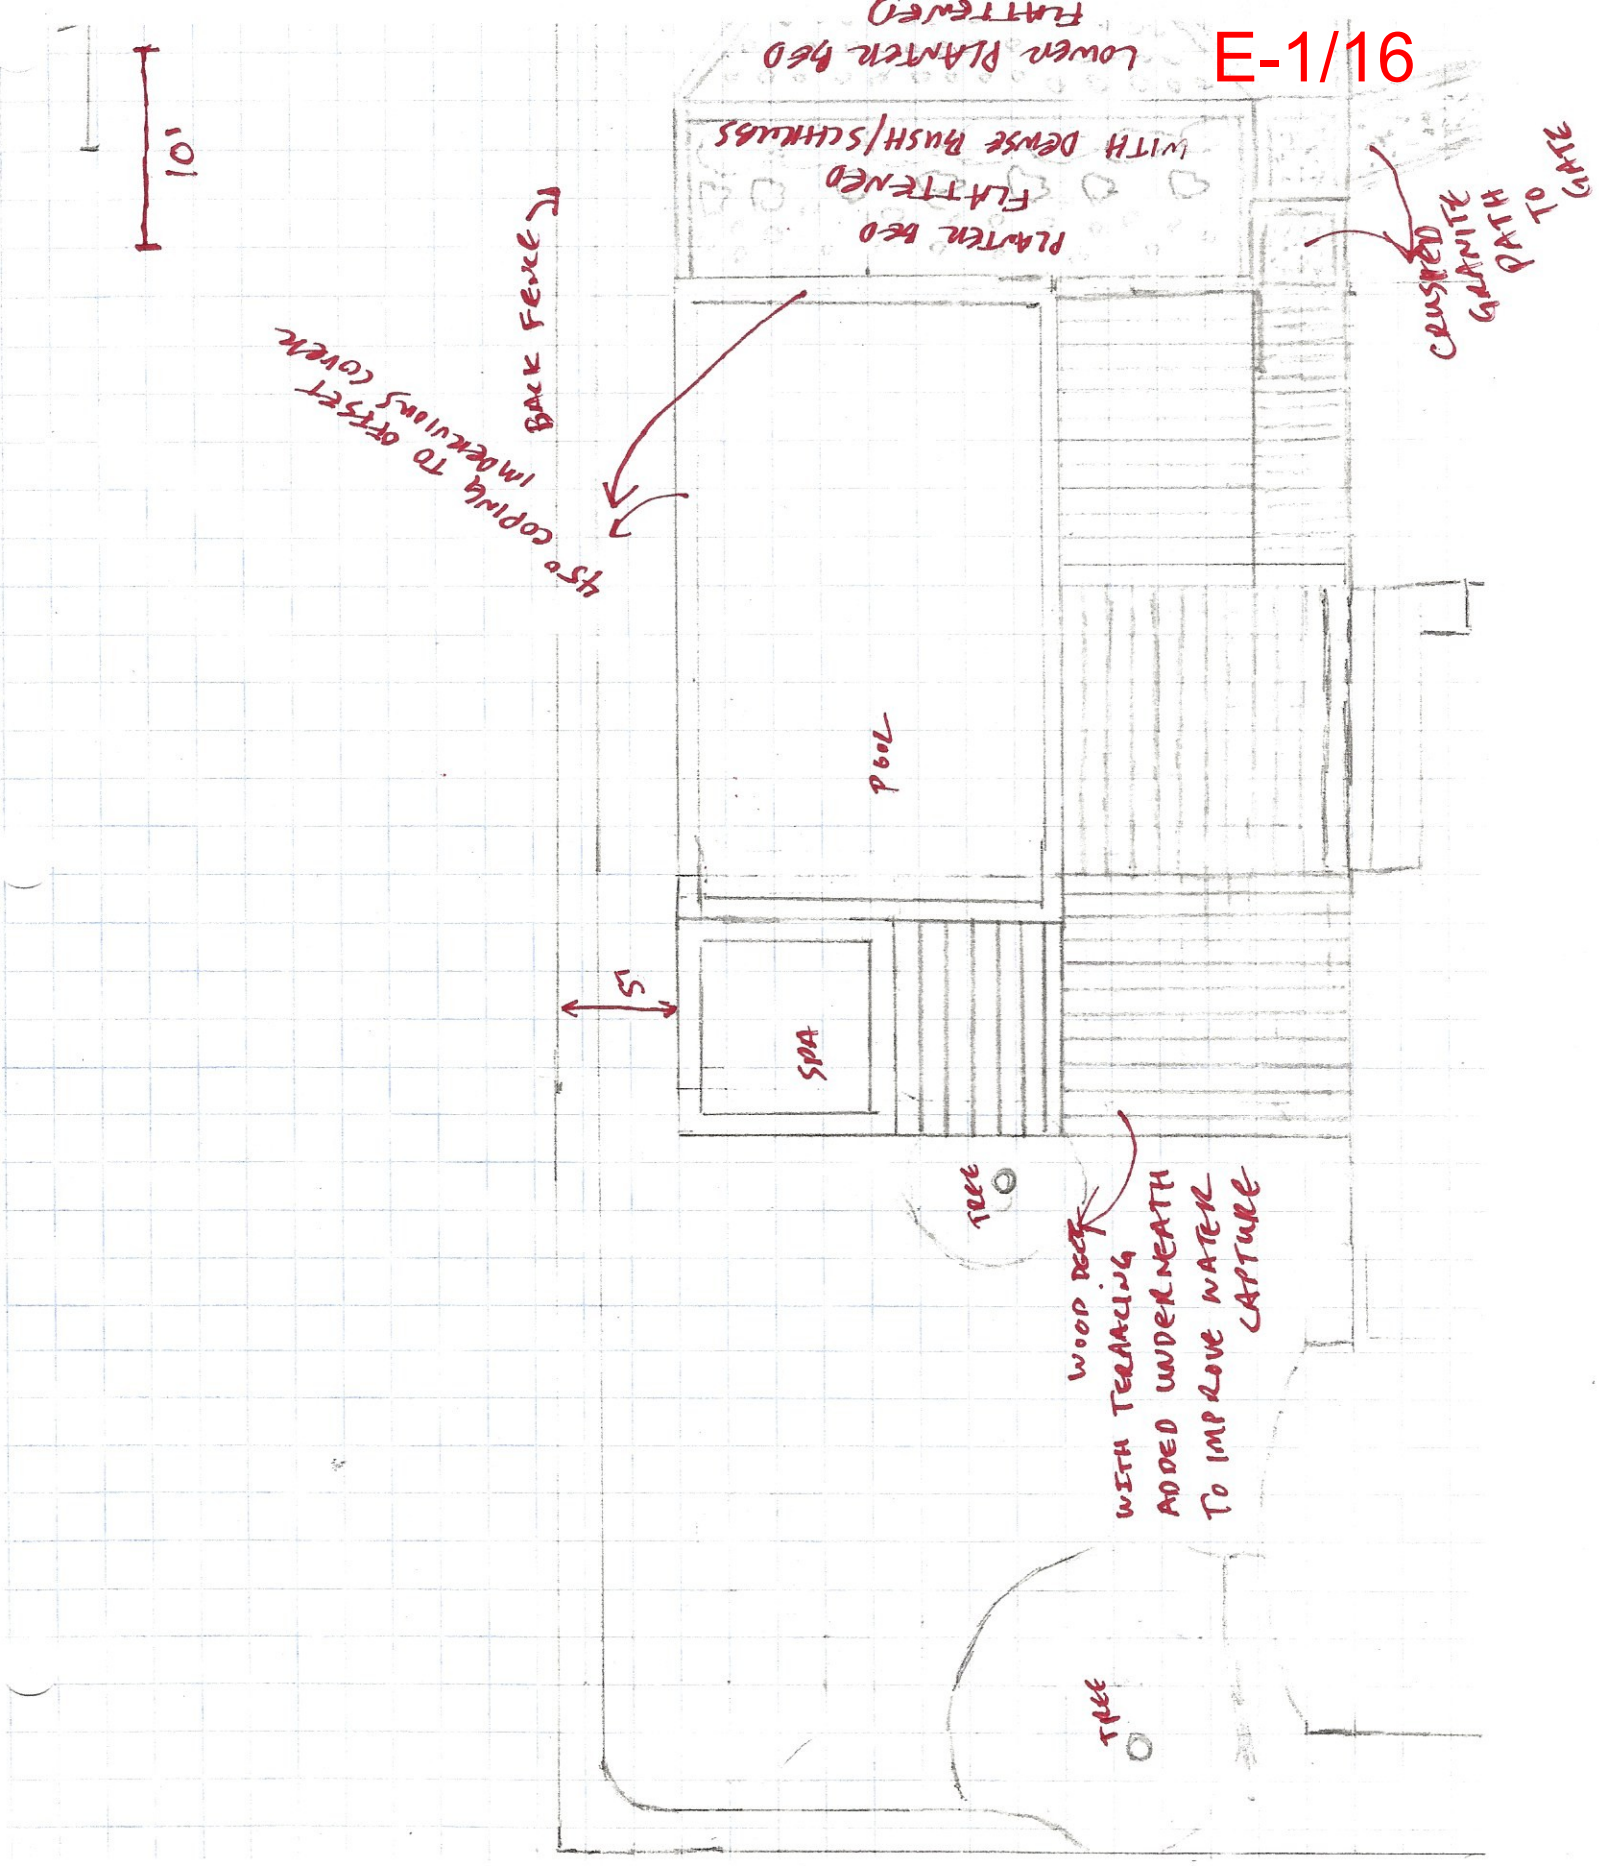 E-1/16
10'
LOWER PLANTER BED
FLATTENED
PLANTER BED
FLATTENED
WITH DENSE BUSH/SCHRUBS
CRUSHED
GRANITE
PATH
TO
GATE
BACK FENCE
45° COPING
TO OFFSET
IMPERVIOUS COVER
POOL
5'
SPA
TREE
WOOD DECK
WITH TERRACING
ADDED UNDERNEATH
TO IMPROVE WATER
CAPTURE
TREE